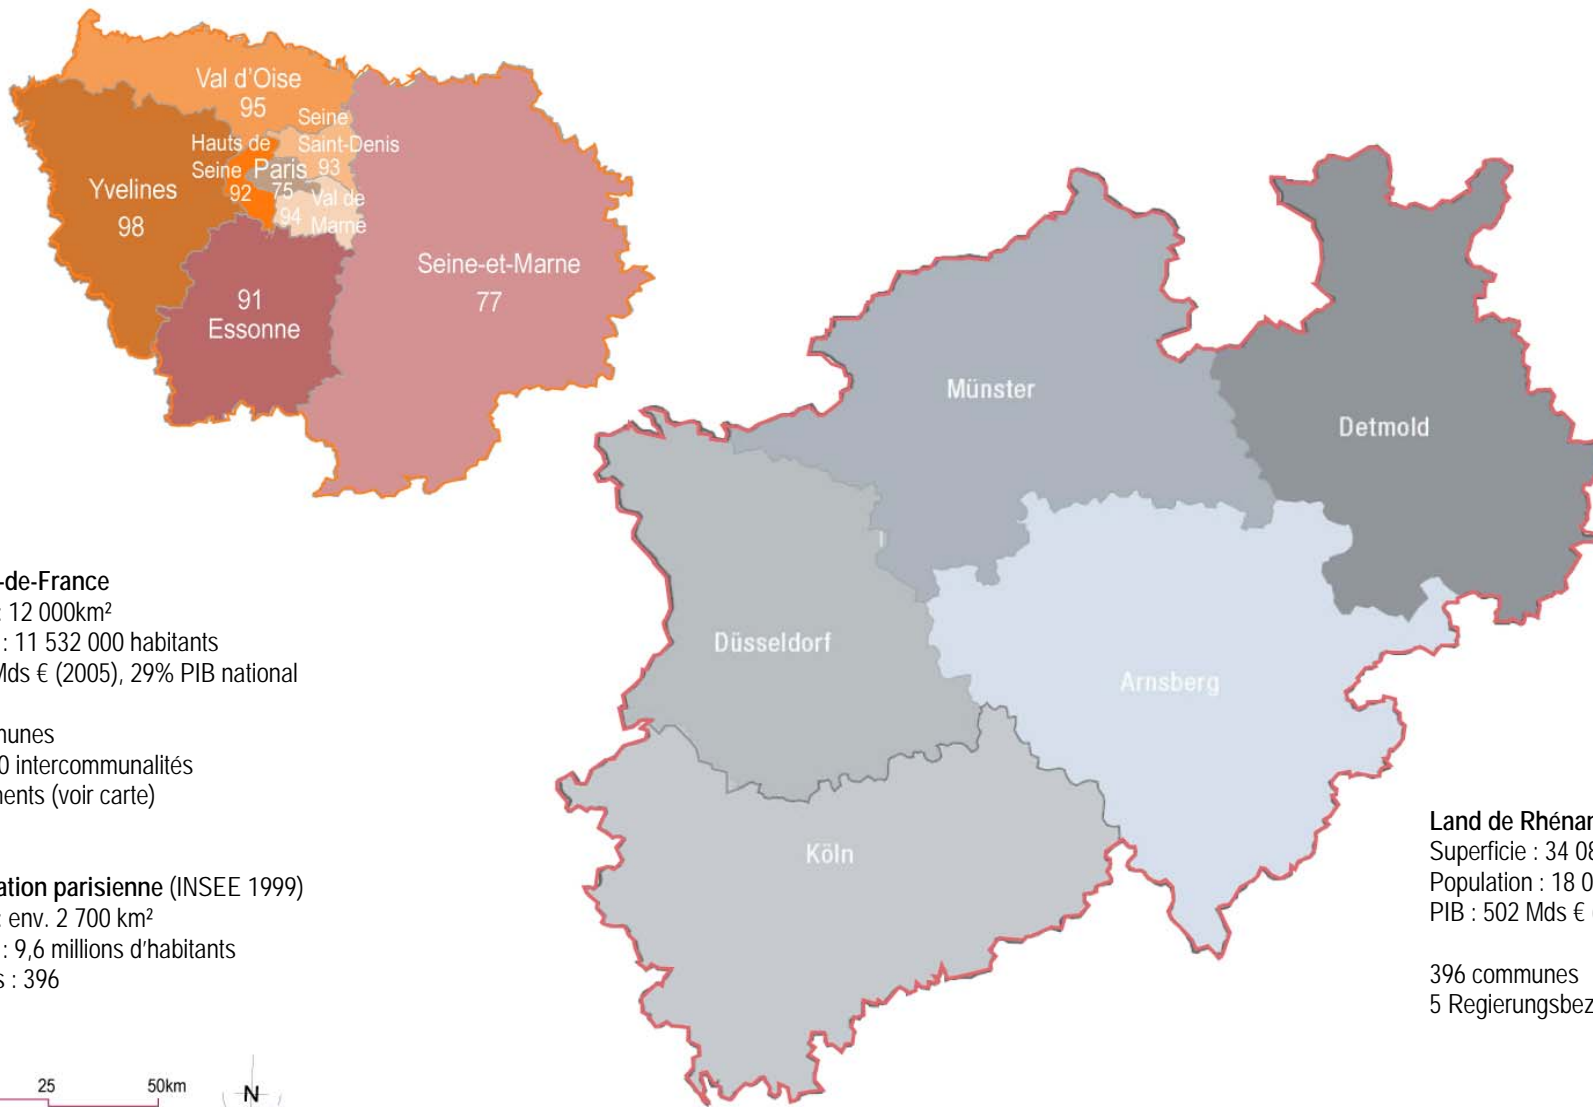 Val d'Oise
95
Seine
Saint-Denis
93
Hauts de
Seine
92
Paris
75
Val de
Marne
94
Yvelines
98
91
Essonne
Seine-et-Marne
77
Münster
Detmold
Düsseldorf
Arnsberg
Köln
-de-France
: 12 000km²
: 11 532 000 habitants
Mds € (2005), 29% PIB national
munes
0 intercommunalités
ments (voir carte)
ation parisienne (INSEE 1999)
: env. 2 700 km²
: 9,6 millions d'habitants
s : 396
25 50km
N
Land de Rhénan
Superficie : 34 08
Population : 18 0
PIB : 502 Mds € (
396 communes
5 Regierungsbez